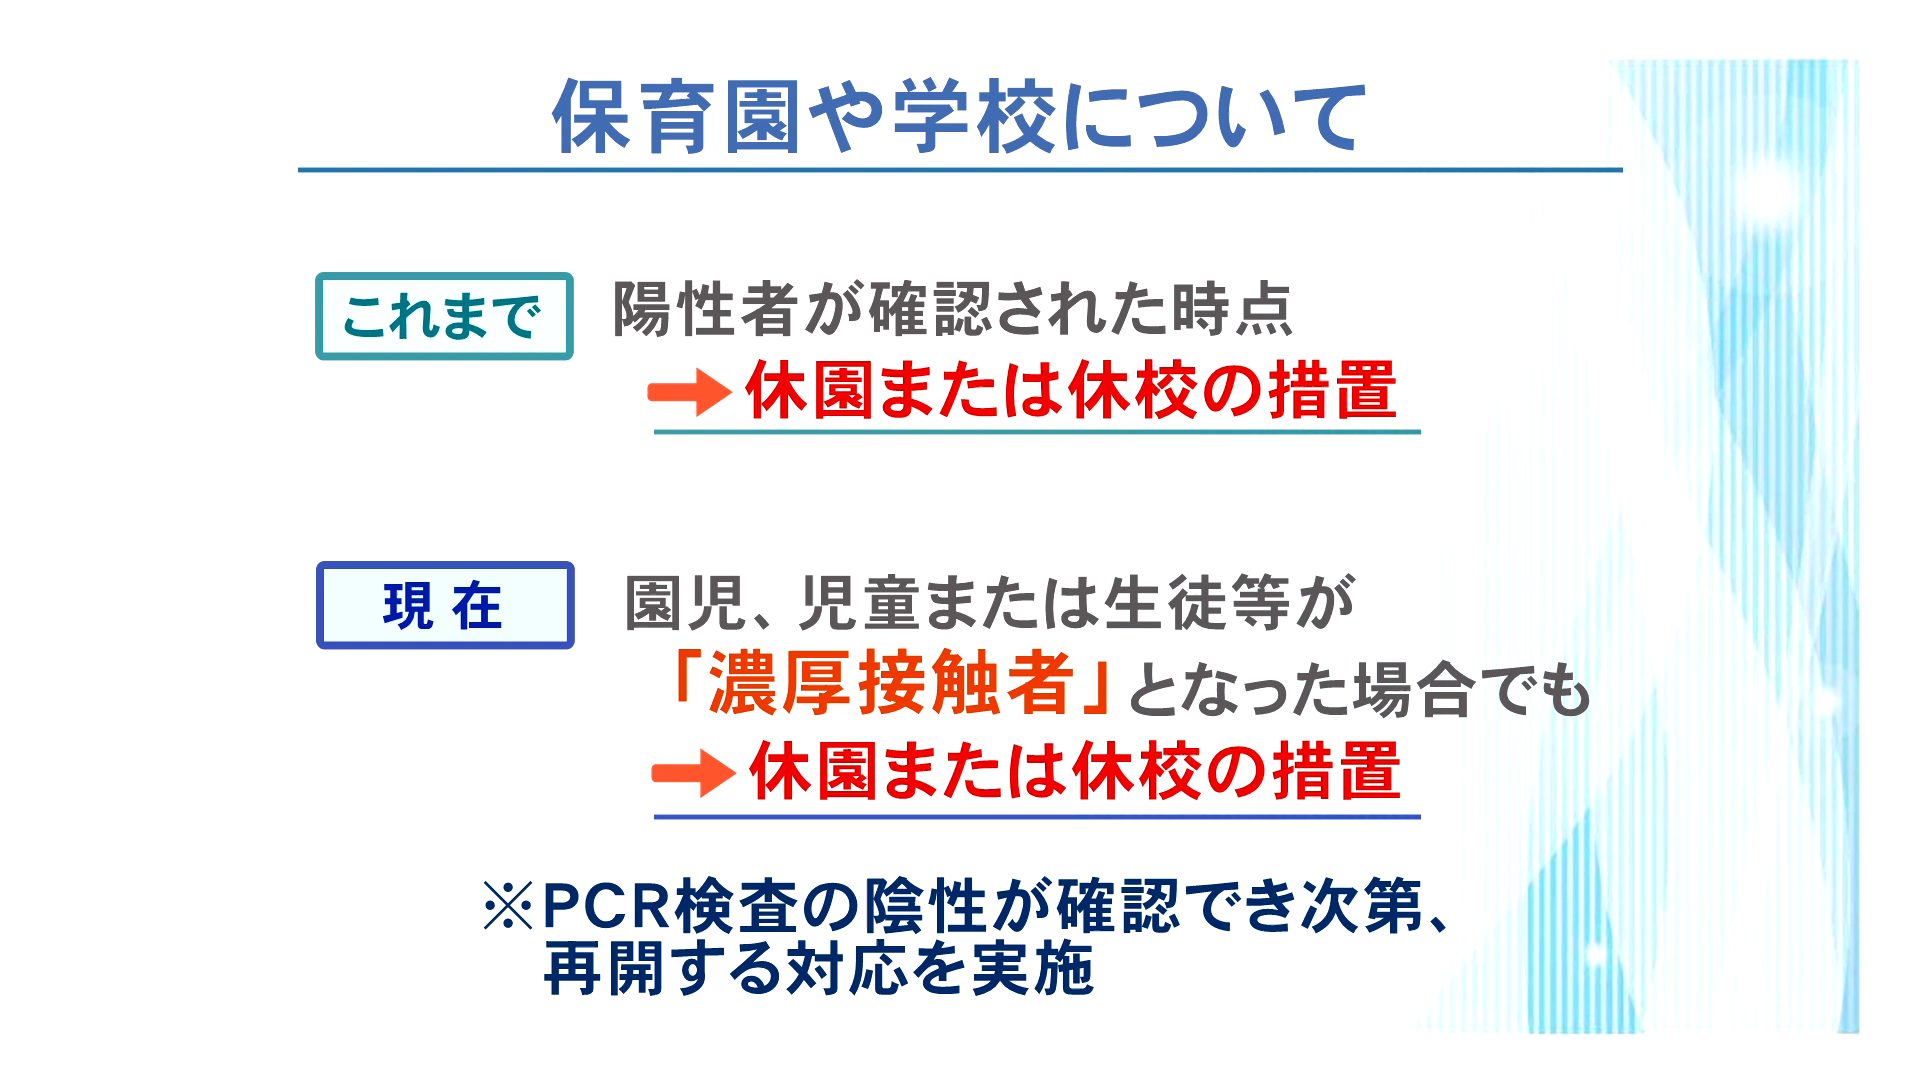 保育園や学校について
これまで
陽性者が確認された時点
➡休園または休校の措置
現在
園児、児童または生徒等が
「濃厚接触者」となった場合でも
➡休園または休校の措置
※PCR検査の陰性が確認でき次第、
再開する対応を実施